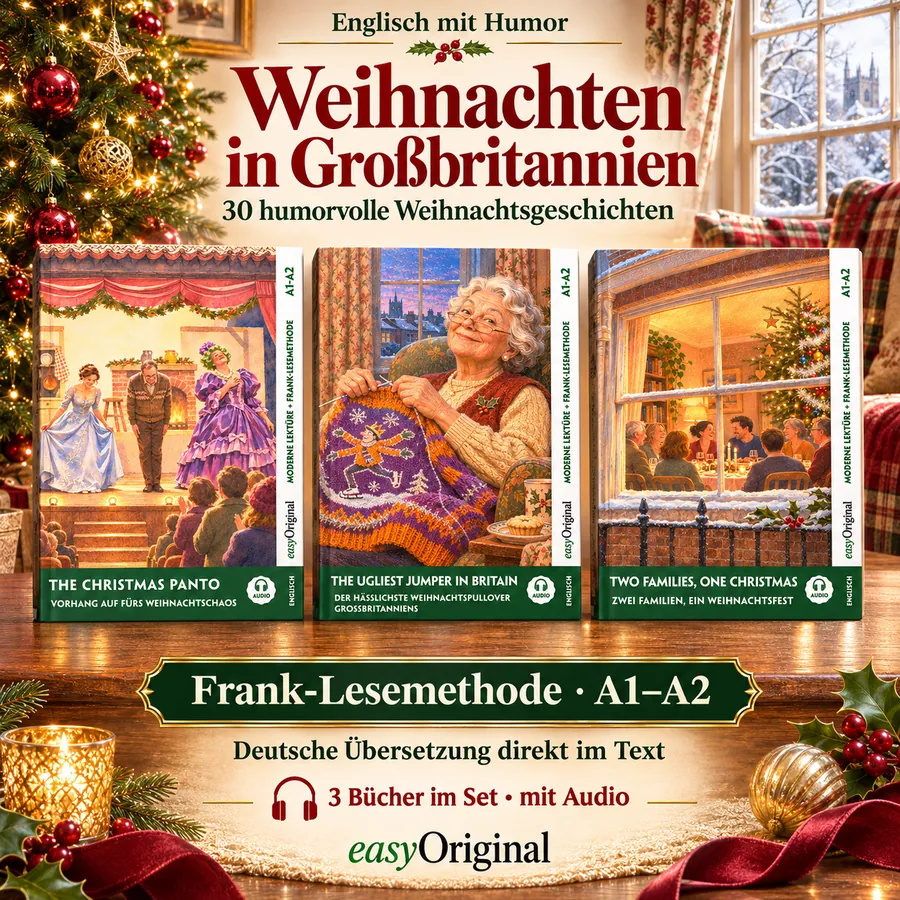 Englisch mit Humor
Weihnachten
in Großbritannien
30 humorvolle Weihnachtsgeschichten
A1–A2
MODERNE LEKTÜRE + FRANK-LESEMETHODE
easyOriginal
THE CHRISTMAS PANTO
VORHANG AUF FÜRS WEIHNACHTSCHAOS
AUDIO
ENGLISCH
A1–A2
MODERNE LEKTÜRE + FRANK-LESEMETHODE
easyOriginal
THE UGLIEST JUMPER IN BRITAIN
DER HÄSSLICHSTE WEIHNACHTSPULLOVER
GROSSBRITANNIENS
AUDIO
ENGLISCH
A1–A2
MODERNE LEKTÜRE + FRANK-LESEMETHODE
easyOriginal
TWO FAMILIES, ONE CHRISTMAS
ZWEI FAMILIEN, EIN WEIHNACHTSFEST
AUDIO
ENGLISCH
Frank-Lesemethode · A1–A2
Deutsche Übersetzung direkt im Text
3 Bücher im Set • mit Audio
easyOriginal